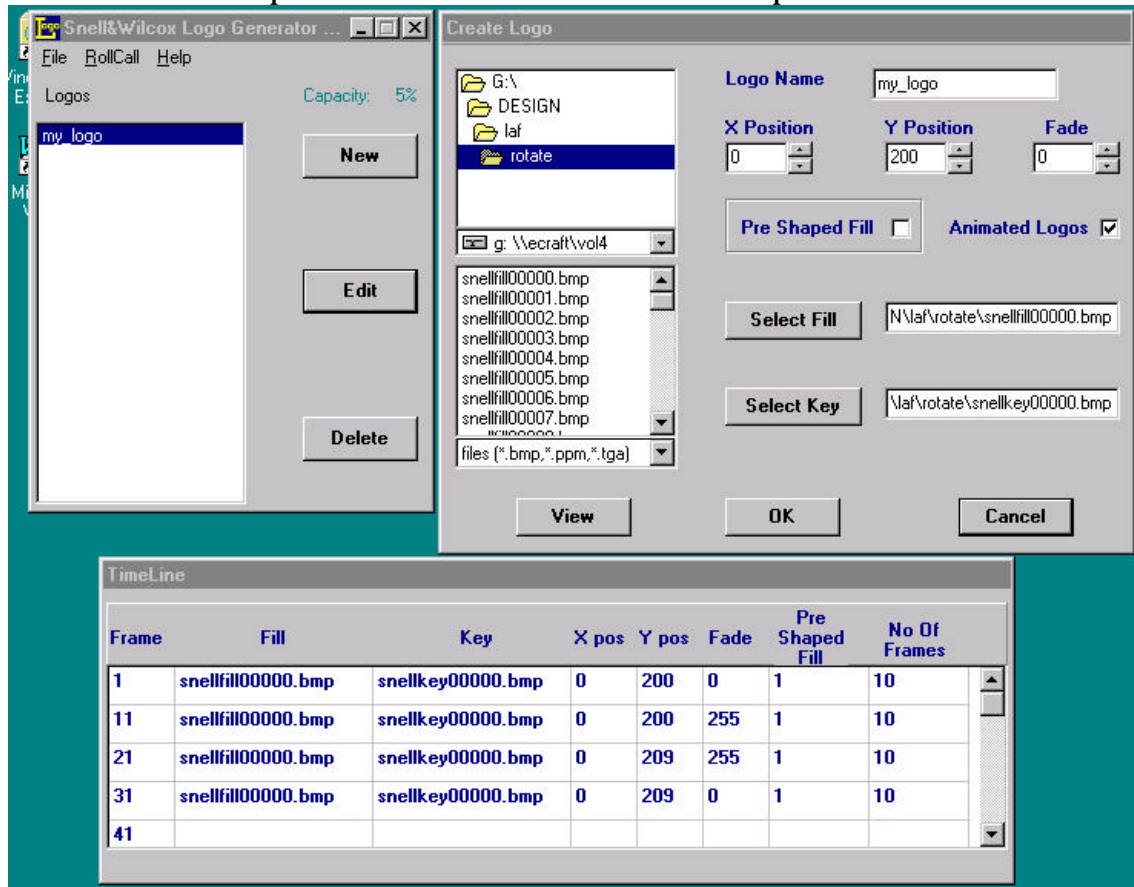 Snell&Wilcox Logo Generator ...
File RollCall Help
Logos
Capacity: 5%
my_logo
New
Edit
Delete
Create Logo
G:\
DESIGN
laf
rotate
g: \\ecraft\vol4
snellfill00000.bmp
snellfill00001.bmp
snellfill00002.bmp
snellfill00003.bmp
snellfill00004.bmp
snellfill00005.bmp
snellfill00006.bmp
snellfill00007.bmp
files (*.bmp,*.ppm,*.tga)
Logo Name
my_logo
X Position Y Position Fade
0 200 0
Pre Shaped Fill Animated Logos
Select Fill
N\laf\rotate\snellfill00000.bmp
Select Key
\laf\rotate\snellkey00000.bmp
View OK Cancel
TimeLine
Frame Fill Key X pos Y pos Fade Pre Shaped Fill No Of Frames
1 snellfill00000.bmp snellkey00000.bmp 0 200 0 1 10
11 snellfill00000.bmp snellkey00000.bmp 0 200 255 1 10
21 snellfill00000.bmp snellkey00000.bmp 0 209 255 1 10
31 snellfill00000.bmp snellkey00000.bmp 0 209 0 1 10
41